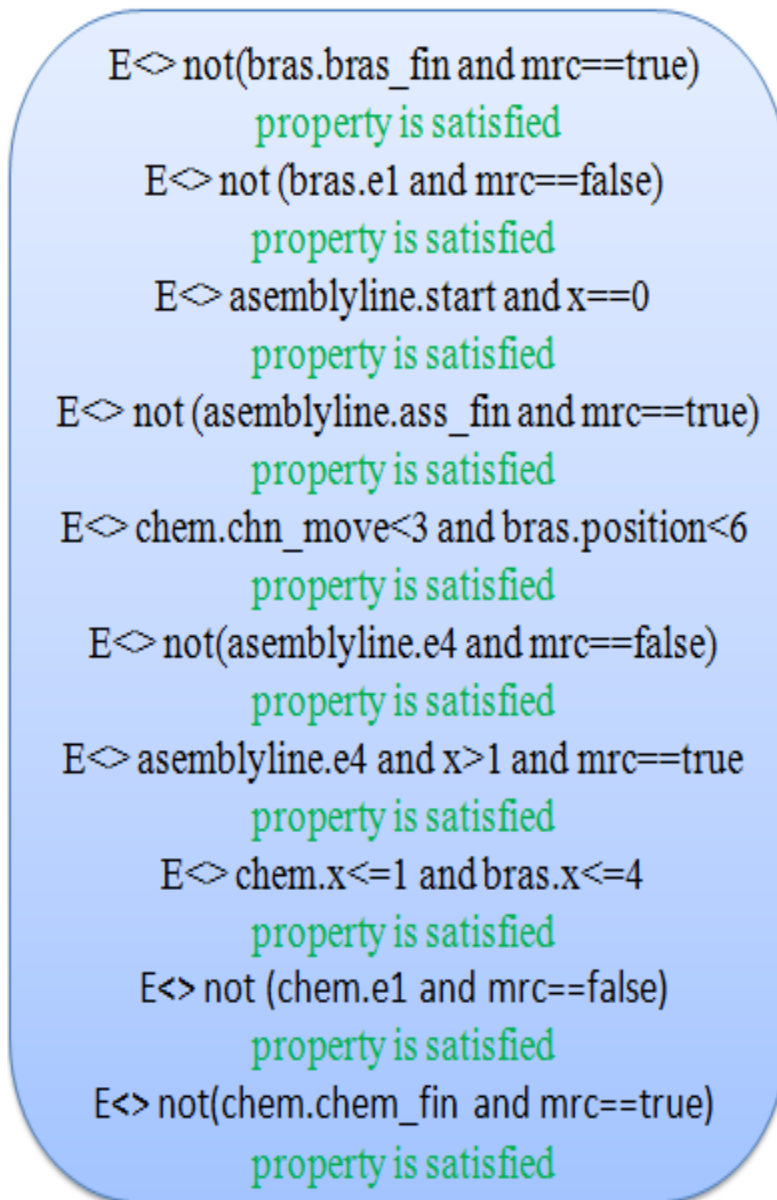 E<> not(bras.bras_fin and mrc==true)
property is satisfied
E<> not (bras.e1 and mrc==false)
property is satisfied
E<> asemblyline.start and x==0
property is satisfied
E<> not (asemblyline.ass_fin and mrc==true)
property is satisfied
E<> chem.chn_move<3 and bras.position<6
property is satisfied
E<> not(asemblyline.e4 and mrc==false)
property is satisfied
E<> asemblyline.e4 and x>1 and mrc==true
property is satisfied
E<> chem.x<=1 and bras.x<=4
property is satisfied
E<> not (chem.e1 and mrc==false)
property is satisfied
E<> not(chem.chem_fin and mrc==true)
property is satisfied